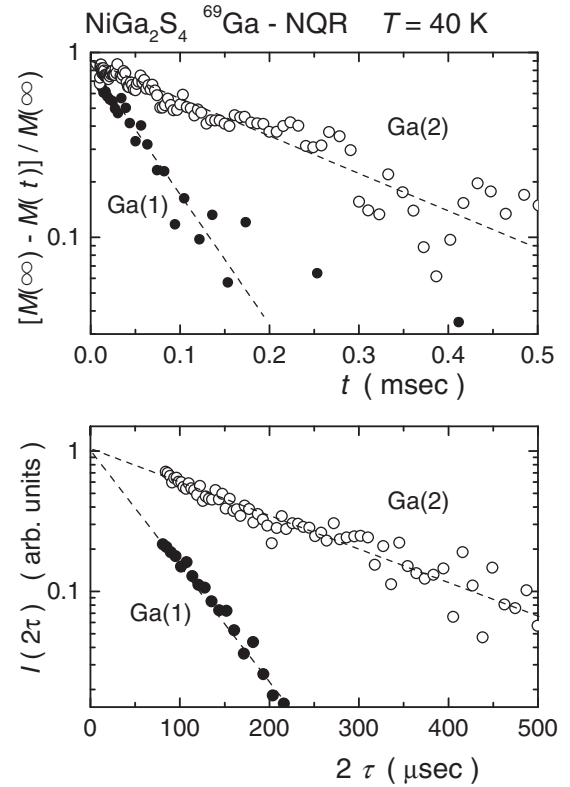 NiGa₂S₄ ⁶⁹Ga - NQR T = 40 K
[M(∞) - M(t)] / M(∞)
1
0.1
Ga(2)
Ga(1)
0.0 0.1 0.2 0.3 0.4 0.5
t ( msec )
I ( 2τ ) ( arb. units )
1
0.1
Ga(2)
Ga(1)
0 100 200 300 400 500
2 τ ( μsec )